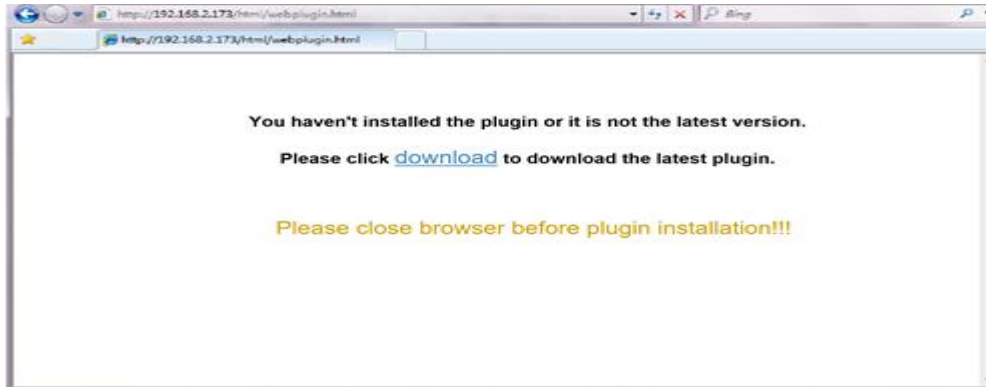 http://192.168.2.173/html/webplugin.html
Bing
http://192.168.2.173/html/webplugin.html
You haven't installed the plugin or it is not the latest version.
Please click download to download the latest plugin.
Please close browser before plugin installation!!!